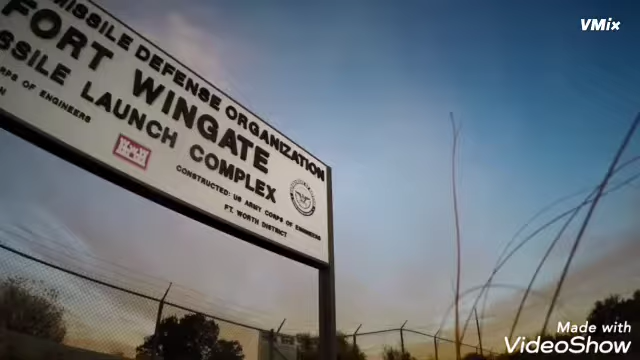 VMix
MISSILE DEFENSE ORGANIZATION
FORT WINGATE
MISSILE LAUNCH COMPLEX
CORPS OF ENGINEERS
CONSTRUCTED: US ARMY CORPS OF ENGINEERS
FT. WORTH DISTRICT
Made with
VideoShow